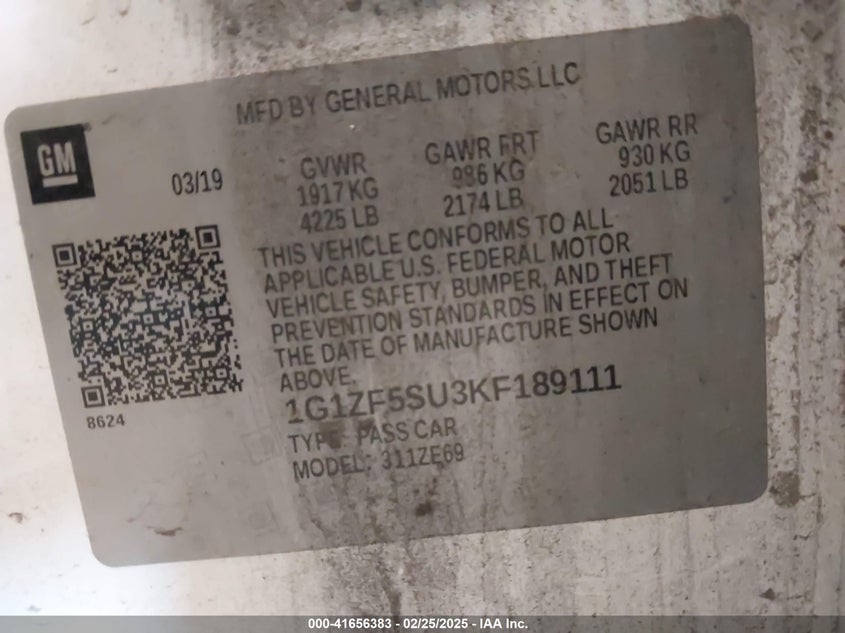 MFD BY GENERAL MOTORS LLC
GM
03/19
GVWR
1917 KG
4225 LB
GAWR FRT
986 KG
2174 LB
GAWR RR
930 KG
2051 LB
THIS VEHICLE CONFORMS TO ALL
APPLICABLE U.S. FEDERAL MOTOR
VEHICLE SAFETY, BUMPER, AND THEFT
PREVENTION STANDARDS IN EFFECT ON
THE DATE OF MANUFACTURE SHOWN
ABOVE.
1G1ZF5SU3KF189111
TYPE: PASS CAR
MODEL: 311ZE69
8624
000-41656383 - 02/25/2025 - IAA Inc.